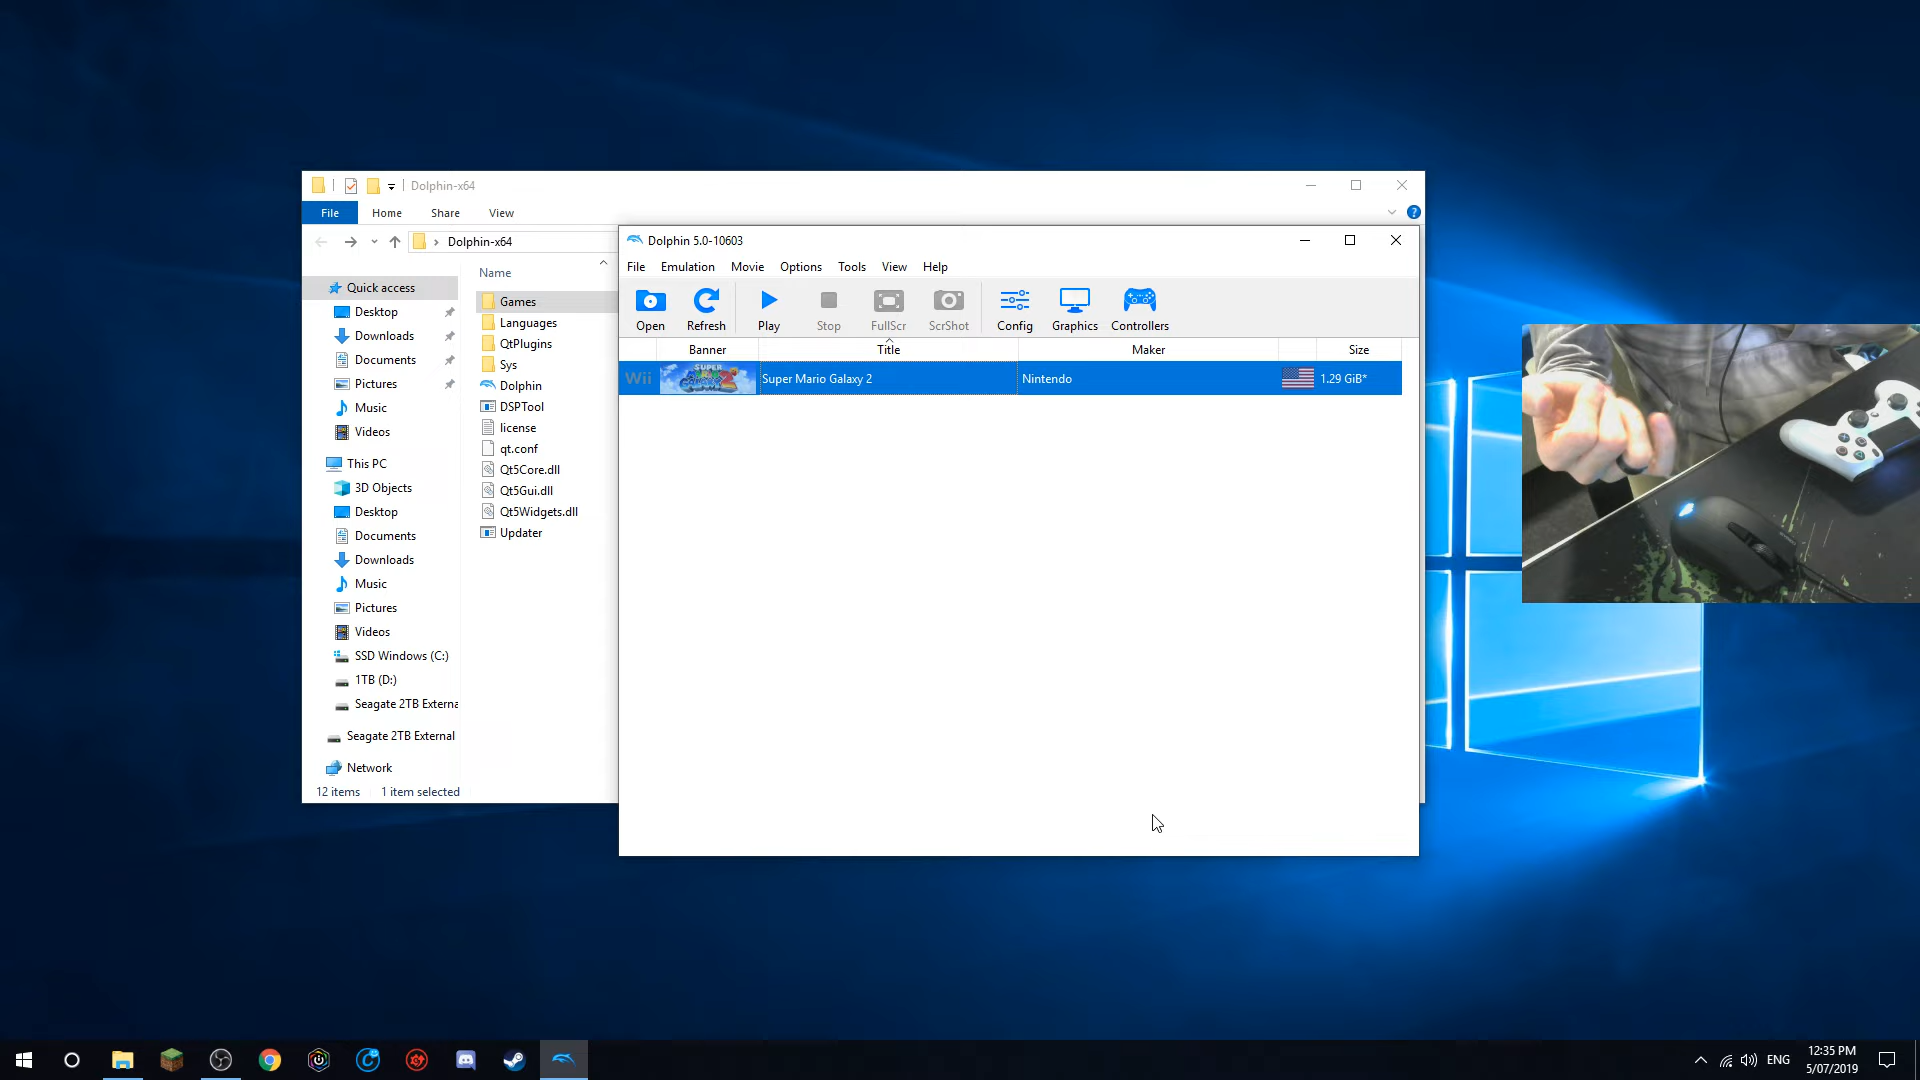 Dolphin-x64
File Home Share View
Dolphin-x64
Name
Quick access
Desktop
Downloads
Documents
Pictures
Music
Videos
This PC
3D Objects
Desktop
Documents
Downloads
Music
Pictures
Videos
SSD Windows (C:)
1TB (D:)
Seagate 2TB Externa
Seagate 2TB External
Network
12 items 1 item selected
Games
Languages
QtPlugins
Sys
Dolphin
DSPTool
license
qt.conf
Qt5Core.dll
Qt5Gui.dll
Qt5Widgets.dll
Updater
Dolphin 5.0-10603
File Emulation Movie Options Tools View Help
Open Refresh Play Stop FullScr ScrShot Config Graphics Controllers
Banner Title Maker Size
Wii SUPER MARIO GALAXY 2 Super Mario Galaxy 2 Nintendo 1.29 GiB*
ENG
12:35 PM
5/07/2019